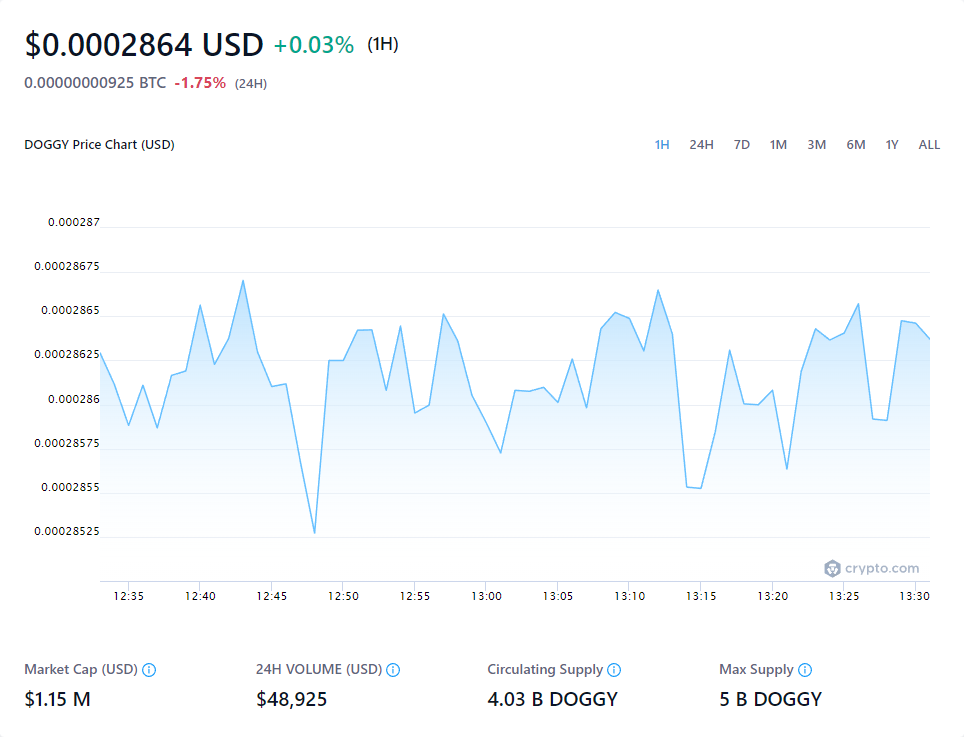 $0.0002864 USD +0.03% (1H)
0.00000000925 BTC -1.75% (24H)
DOGGY Price Chart (USD) 1H 24H 7D 1M 3M 6M 1Y ALL
0.000287
0.00028675
0.0002865
0.00028625
0.000286
0.00028575
0.0002855
0.00028525
crypto.com
12:35 12:40 12:45 12:50 12:55 13:00 13:05 13:10 13:15 13:20 13:25 13:30
Market Cap (USD) 24H VOLUME (USD) Circulating Supply Max Supply
$1.15 M $48,925 4.03 B DOGGY 5 B DOGGY